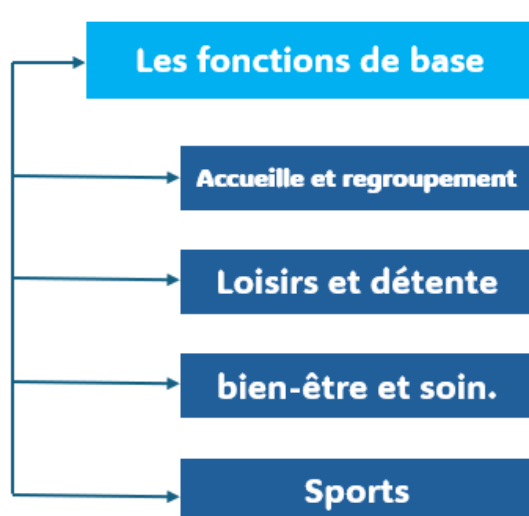 Les fonctions de base
Accueille et regroupement
Loisirs et détente
bien-être et soin.
Sports